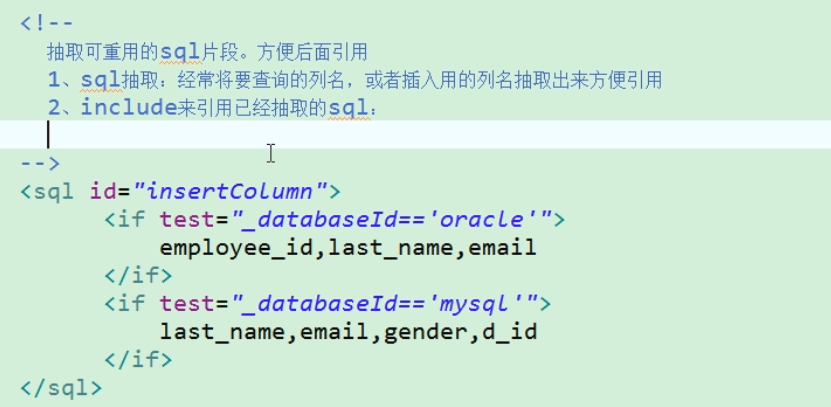 <!--
抽取可重用的sql片段。方便后面引用
1、sql抽取：经常将要查询的列名，或者插入用的列名抽取出来方便引用
2、include来引用已经抽取的sql：
-->
<sql id="insertColumn">
<if test="_databaseId=='oracle'">
employee_id,last_name,email
</if>
<if test="_databaseId=='mysql'">
last_name,email,gender,d_id
</if>
</sql>